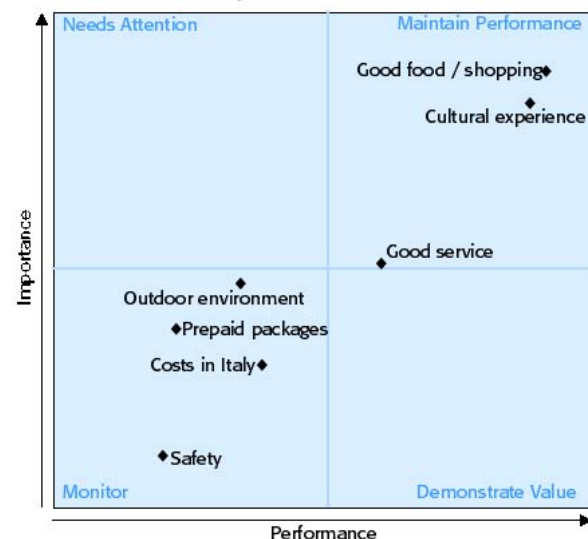 Needs Attention
Maintain Performance
Good food / shopping
Cultural experience
Good service
Outdoor environment
Prepaid packages
Costs in Italy
Safety
Monitor
Demonstrate Value
Importance
Performance